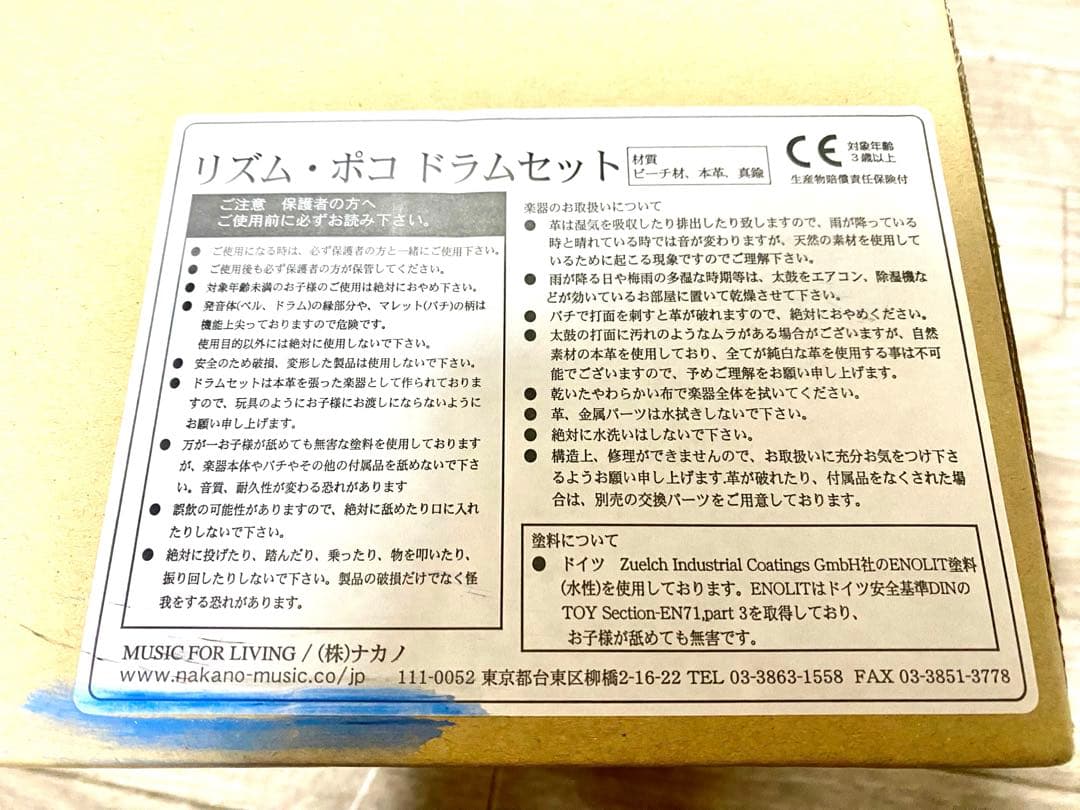 リズム・ポコ ドラムセット
材質
ビーチ材、本革、真鍮
CE
対象年齢
3歳以上
生産物賠償責任保険付
ご注意 保護者の方へ
ご使用前に必ずお読み下さい。
● ご使用になる時は、必ず保護者の方と一緒にご使用下さい。
● ご使用後も必ず保護者の方が保管してください。
● 対象年齢未満のお子様のご使用は絶対におやめ下さい。
● 発音体(ベル、ドラム)の縁部分や、マレット(バチ)の柄は
機能上尖っておりますので危険です。
使用目的以外には絶対に使用しないで下さい。
● 安全のため破損、変形した製品は使用しないで下さい。
● ドラムセットは本革を張った楽器として作られておりま
すので、玩具のようにお子様にお渡しにならないように
お願い申し上げます。
● 万が一お子様が舐めても無害な塗料を使用しております
が、楽器本体やバチやその他の付属品を舐めないで下さ
い。音質、耐久性が変わる恐れがあります
● 誤飲の可能性がありますので、絶対に舐めたり口に入れ
たりしないで下さい。
● 絶対に投げたり、踏んだり、乗ったり、物を叩いたり、
振り回したりしないで下さい。製品の破損だけでなく怪
我をする恐れがあります。
楽器のお取扱いについて
● 革は湿気を吸収したり排出したり致しますので、雨が降っている
時と晴れている時では音が変わりますが、天然の素材を使用して
いるために起こる現象ですのでご理解下さい。
● 雨が降る日や梅雨の多湿な時期等は、太鼓をエアコン、除湿機な
どが効いているお部屋に置いて乾燥させて下さい。
● バチで打面を刺すと革が破れますので、絶対におやめください。
● 太鼓の打面に汚れのようなムラがある場合がございますが、自然
素材の本革を使用しており、全てが純白な革を使用する事は不可
能でございますので、予めご理解をお願い申し上げます。
● 乾いたやわらかい布で楽器全体を拭いてください。
● 革、金属パーツは水拭きしないで下さい。
● 絶対に水洗いはしないで下さい。
● 構造上、修理ができませんので、お取扱いに充分お気をつけ下さ
るようお願い申し上げます.革が破れたり、付属品をなくされた場
合は、別売の交換パーツをご用意しております。
塗料について
● ドイツ Zuelch Industrial Coatings GmbH社のENOLIT塗料
(水性)を使用しております。ENOLITはドイツ安全基準DINの
TOY Section-EN71,part 3を取得しており、
お子様が舐めても無害です。
MUSIC FOR LIVING / (株)ナカノ
www.nakano-music.co/jp 111-0052 東京都台東区柳橋2-16-22 TEL 03-3863-1558 FAX 03-3851-3778